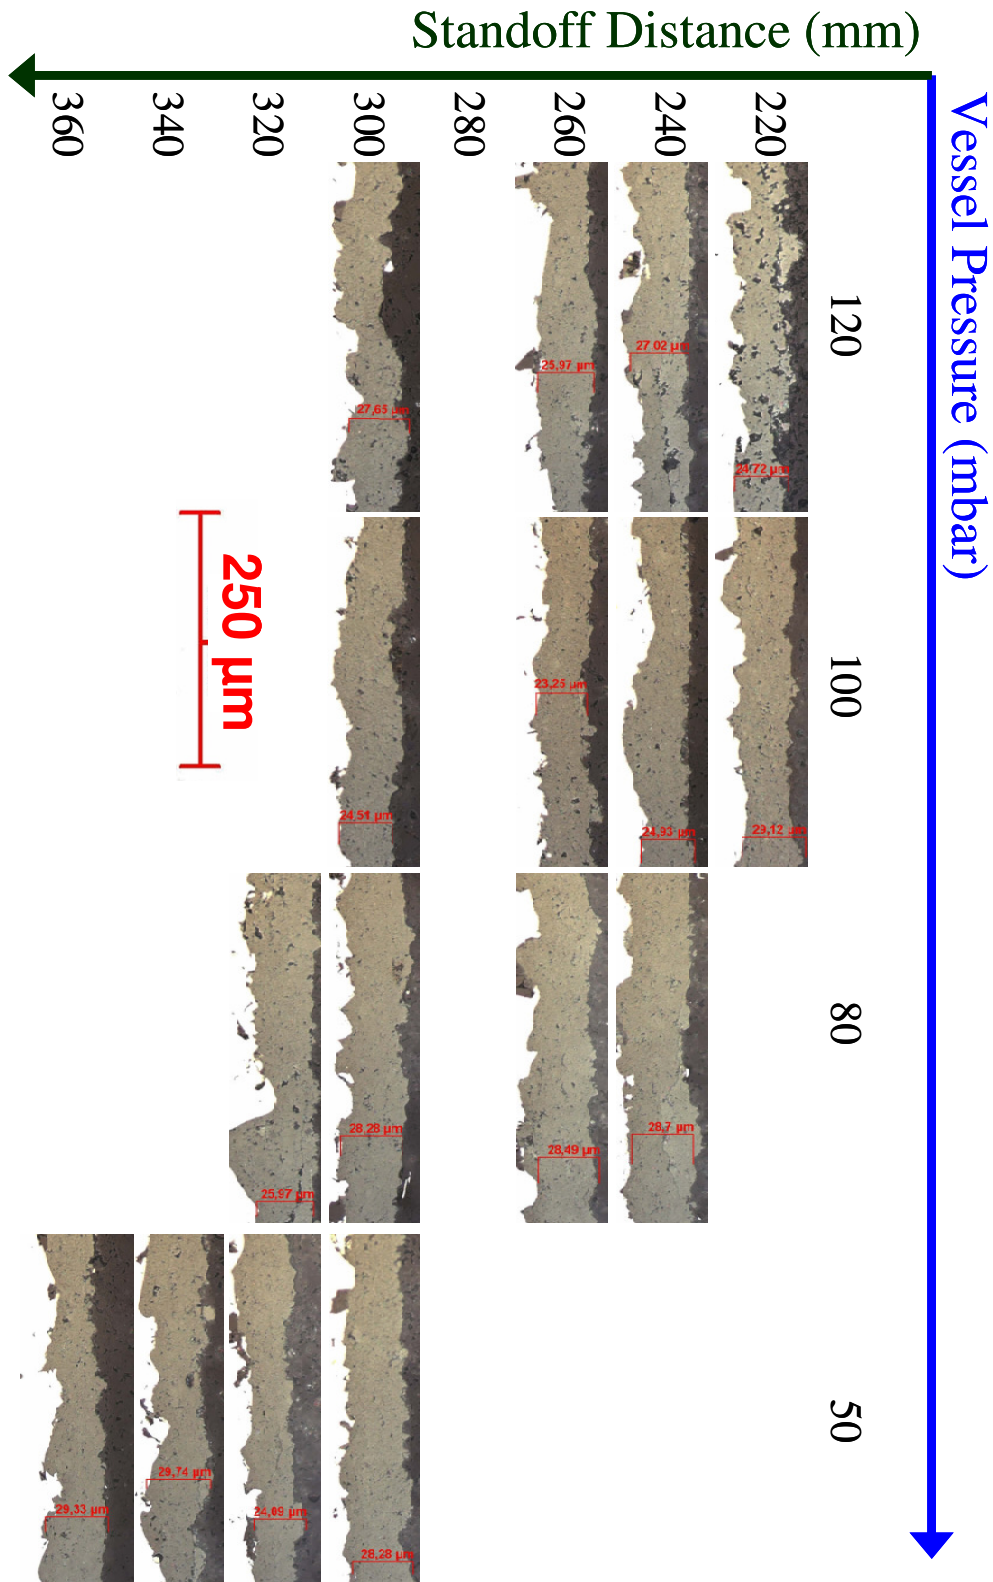 Standoff Distance (mm)
Vessel Pressure (mbar)
360
340
320
300
280
260
240
220
120
27,65 µm
25,97 µm
27,02 µm
24,72 µm
100
24,51 µm
23,25 µm
24,93 µm
29,12 µm
250 µm
80
25,97 µm
28,28 µm
28,49 µm
28,7 µm
50
29,33 µm
29,74 µm
24,09 µm
28,28 µm